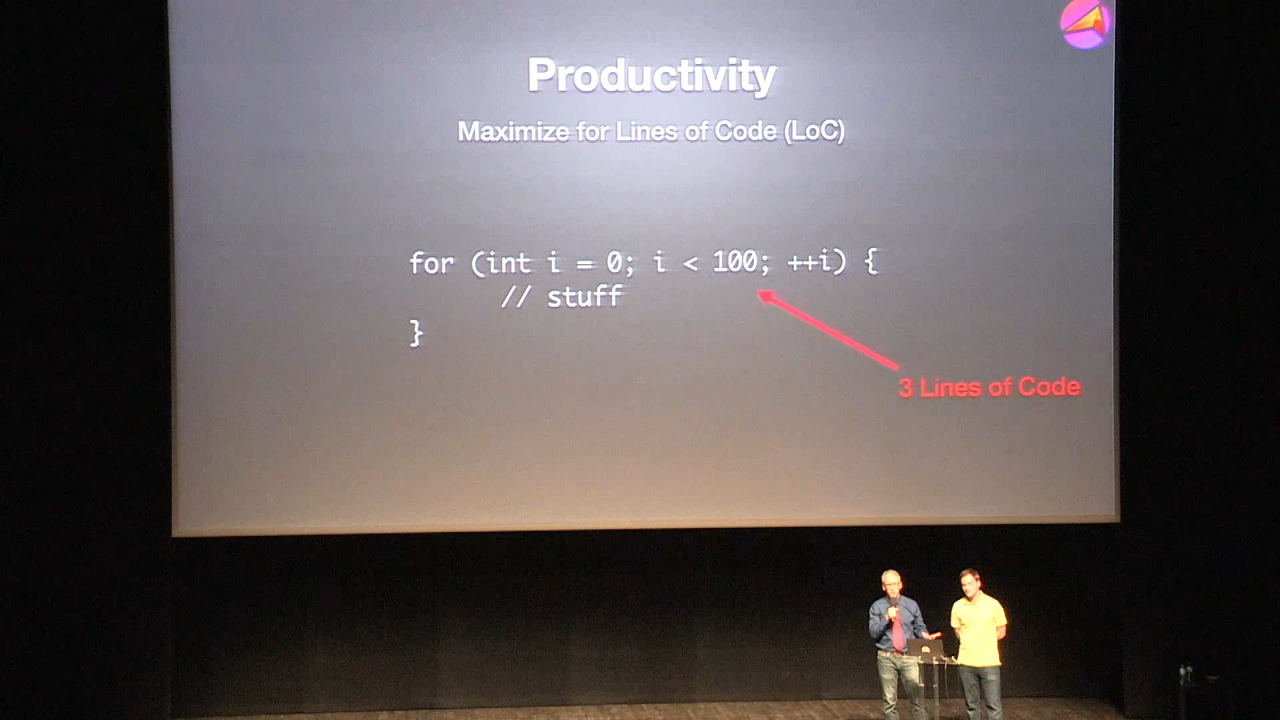 Productivity
Maximize for Lines of Code (LoC)
for (int i = 0; i < 100; ++i) {
// stuff
}
3 Lines of Code